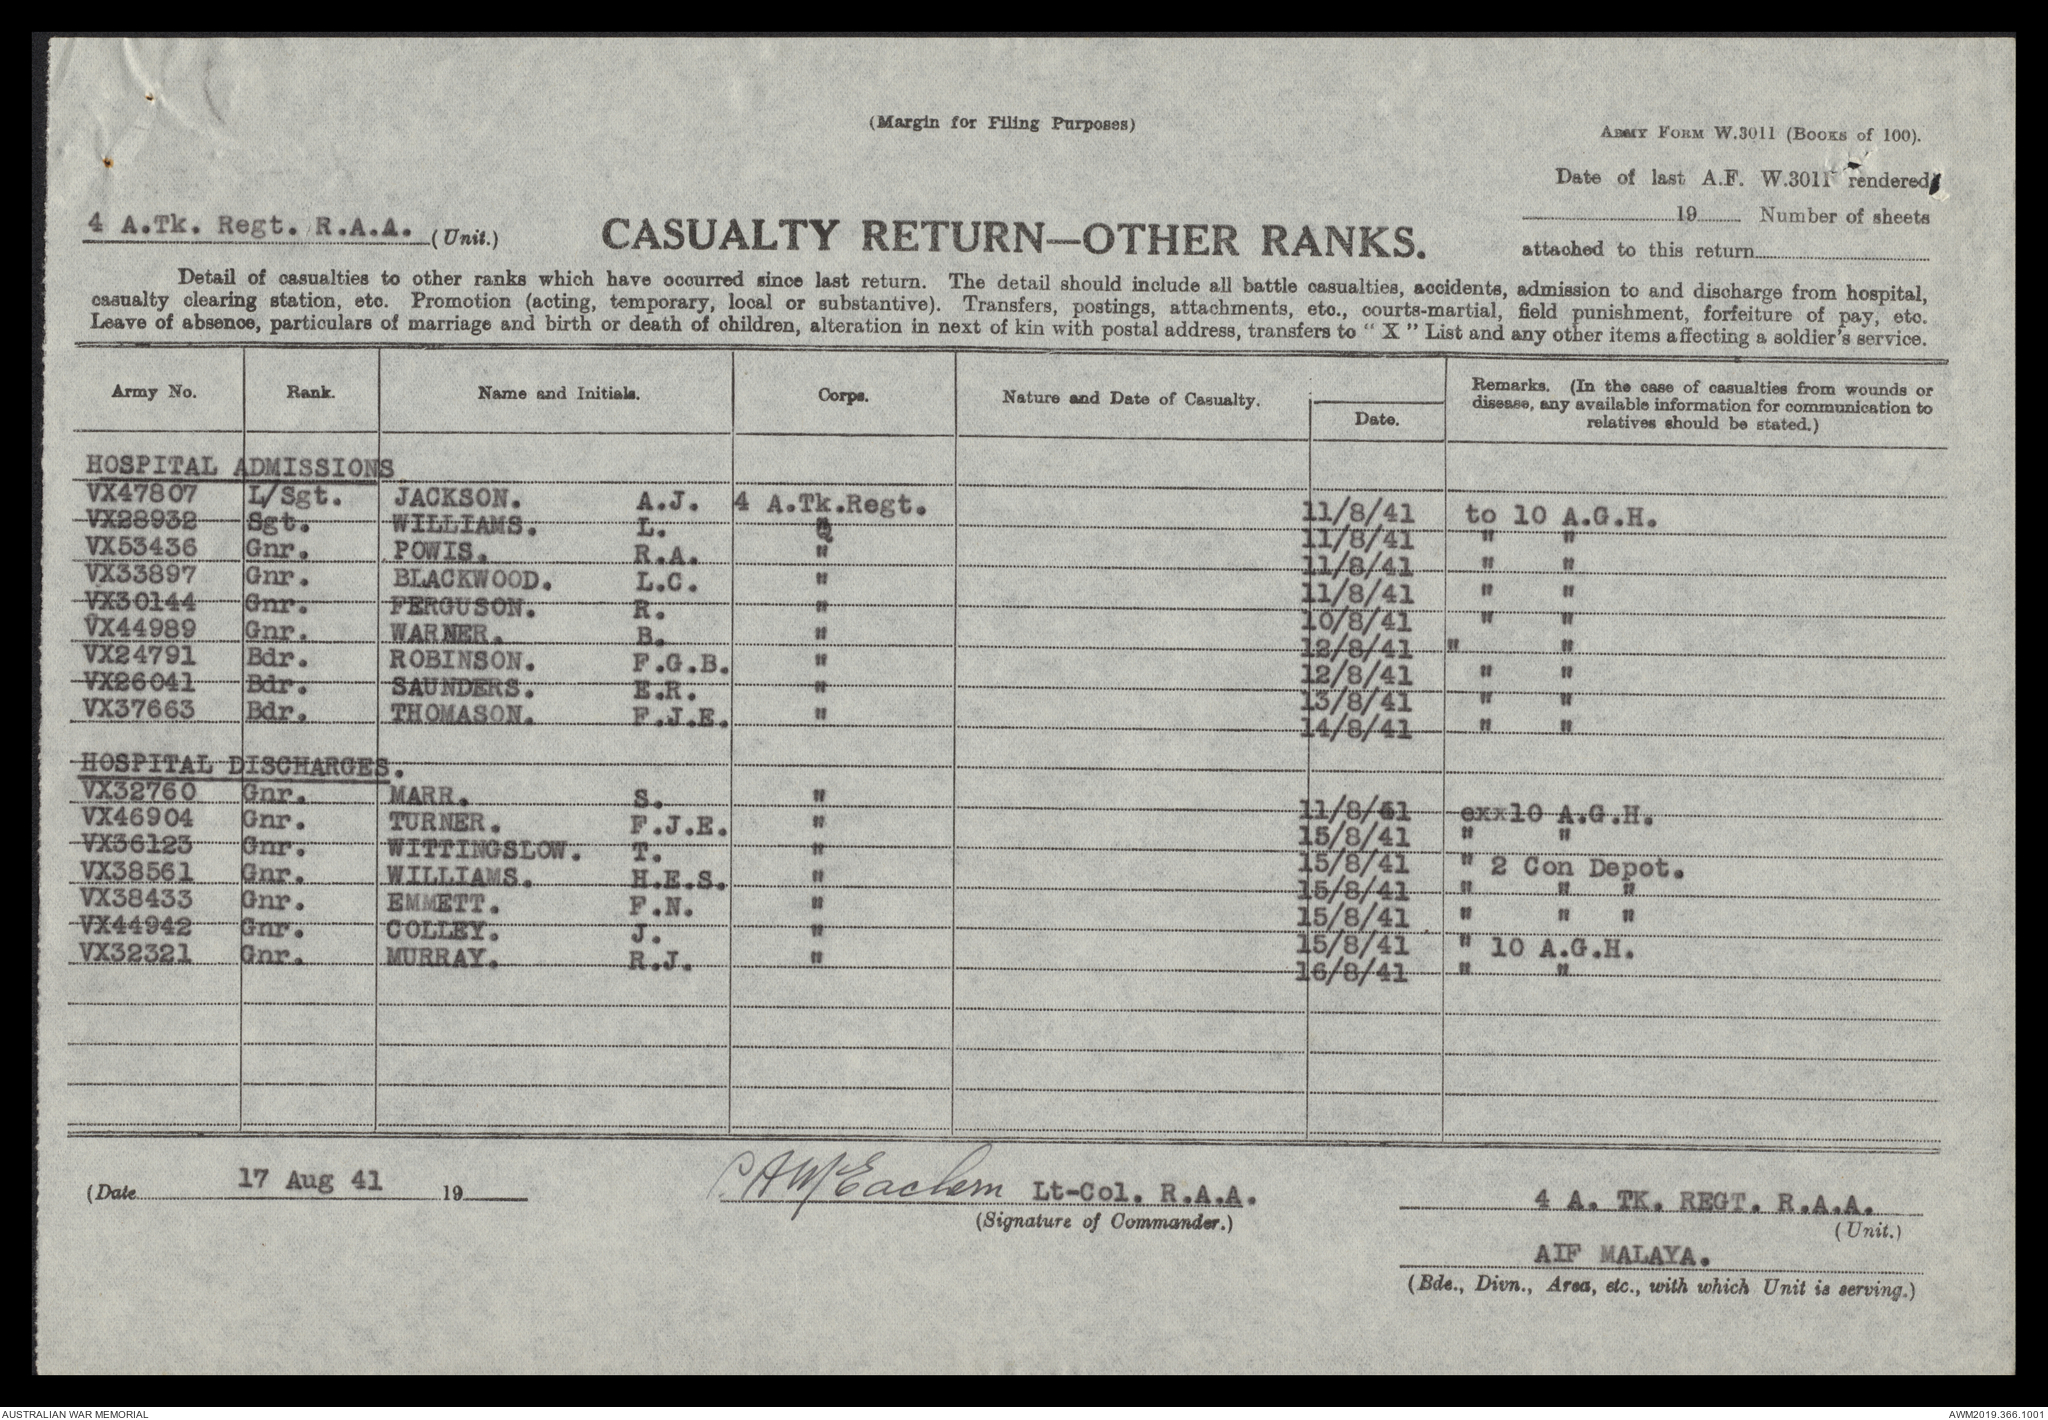 (Margin for Filing Purposes)
ARMY FORM W.3011 (BOOKS of 100).
Date of last A.F. W.3011 rendered
19 Number of sheets
attached to this return
4 A.Tk. Regt. R.A.A. (Unit.)
CASUALTY RETURN—OTHER RANKS.
Detail of casualties to other ranks which have occurred since last return. The detail should include all battle casualties, accidents, admission to and discharge from hospital,
casualty clearing station, etc. Promotion (acting, temporary, local or substantive). Transfers, postings, attachments, etc., courts-martial, field punishment, forfeiture of pay, etc.
Leave of absence, particulars of marriage and birth or death of children, alteration in next of kin with postal address, transfers to “ X ” List and any other items affecting a soldier's service.
Army No. Rank. Name and Initials. Corps. Nature and Date of Casualty. Date. Remarks. (In the case of casualties from wounds or
disease, any available information for communication to
relatives should be stated.)
HOSPITAL ADMISSIONS
VX47807 L/Sgt. JACKSON. A.J. 4 A.Tk.Regt. 11/8/41 to 10 A.G.H.
VX28932 Sgt. WILLIAMS. L. " 11/8/41 " "
VX53436 Gnr. POWIS. R.A. " 11/8/41 " "
VX33897 Gnr. BLACKWOOD. L.C. " 11/8/41 " "
VX30144 Gnr. FERGUSON. R. " 10/8/41 " "
VX44989 Gnr. WARNER. B. " 12/8/41 " "
VX24791 Bdr. ROBINSON. F.G.B. " 12/8/41 " "
VX26041 Bdr. SAUNDERS. E.R. " 13/8/41 " "
VX37663 Bdr. THOMASON. F.J.E. " 14/8/41 " "
HOSPITAL DISCHARGES.
VX32760 Gnr. MARR. S. " 11/8/41 exx10 A.G.H.
VX46904 Gnr. TURNER. F.J.E. " 15/8/41 " "
VX36123 Gnr. WITTINGSLOW. T. " 15/8/41 " 2 Con Depot.
VX38561 Gnr. WILLIAMS. H.E.S. " 15/8/41 " " "
VX38433 Gnr. EMMETT. F.N. " 15/8/41 " " "
VX44942 Gnr. COLLEY. J. " 15/8/41 " 10 A.G.H.
VX32321 Gnr. MURRAY. R.J. " 16/8/41 " "
(Date 17 Aug 41 19
C.A.McEachern Lt-Col. R.A.A.
(Signature of Commander.)
4 A. TK. REGT. R.A.A.
(Unit.)
AIF MALAYA.
(Bde., Divn., Area, etc., with which Unit is serving.)
AUSTRALIAN WAR MEMORIAL
AWM2019.366.1001